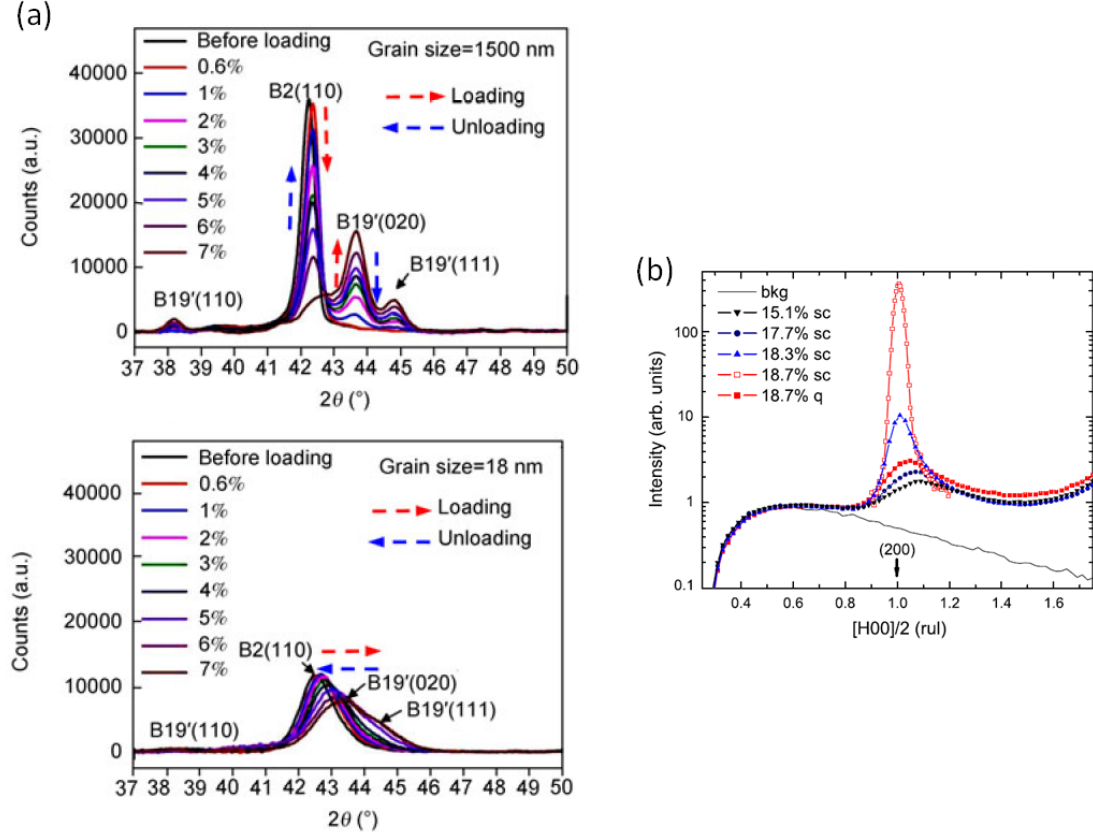 (a)
Before loading
0.6%
1%
2%
3%
4%
5%
6%
7%
Grain size=1500 nm
B2(110)
Loading
Unloading
B19′(020)
B19′(111)
B19′(110)
Counts (a.u.)
40000
30000
20000
10000
0
37 38 39 40 41 42 43 44 45 46 47 48 49 50
2θ (°)
Before loading
0.6%
1%
2%
3%
4%
5%
6%
7%
Grain size=18 nm
Loading
Unloading
B2(110)
B19′(020)
B19′(111)
B19′(110)
Counts (a.u.)
40000
30000
20000
10000
0
37 38 39 40 41 42 43 44 45 46 47 48 49 50
2θ (°)
(b)
bkg
15.1% sc
17.7% sc
18.3% sc
18.7% sc
18.7% q
Intensity (arb. units)
100
10
1
0.1
(200)
0.4 0.6 0.8 1.0 1.2 1.4 1.6
[H00]/2 (rul)